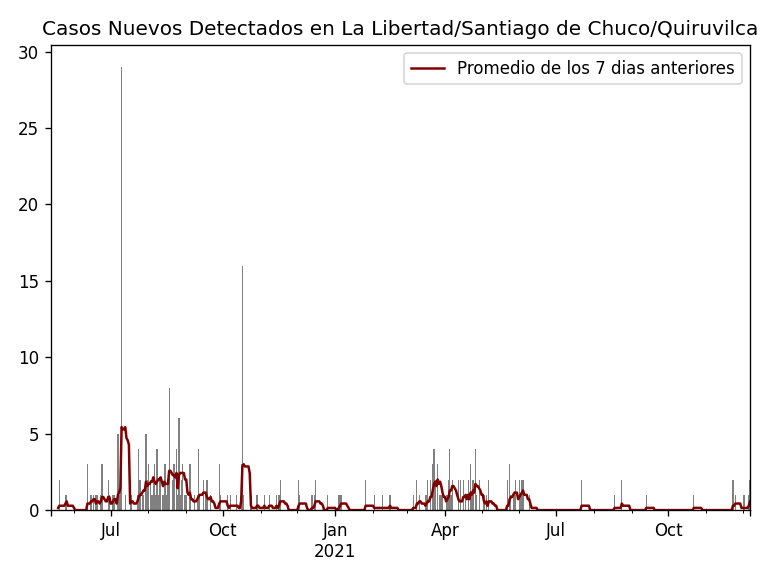 Casos Nuevos Detectados en La Libertad/Santiago de Chuco/Quiruvilca
Promedio de los 7 dias anteriores
30
25
20
15
10
5
0
Jul Oct Jan Apr Jul Oct
2021